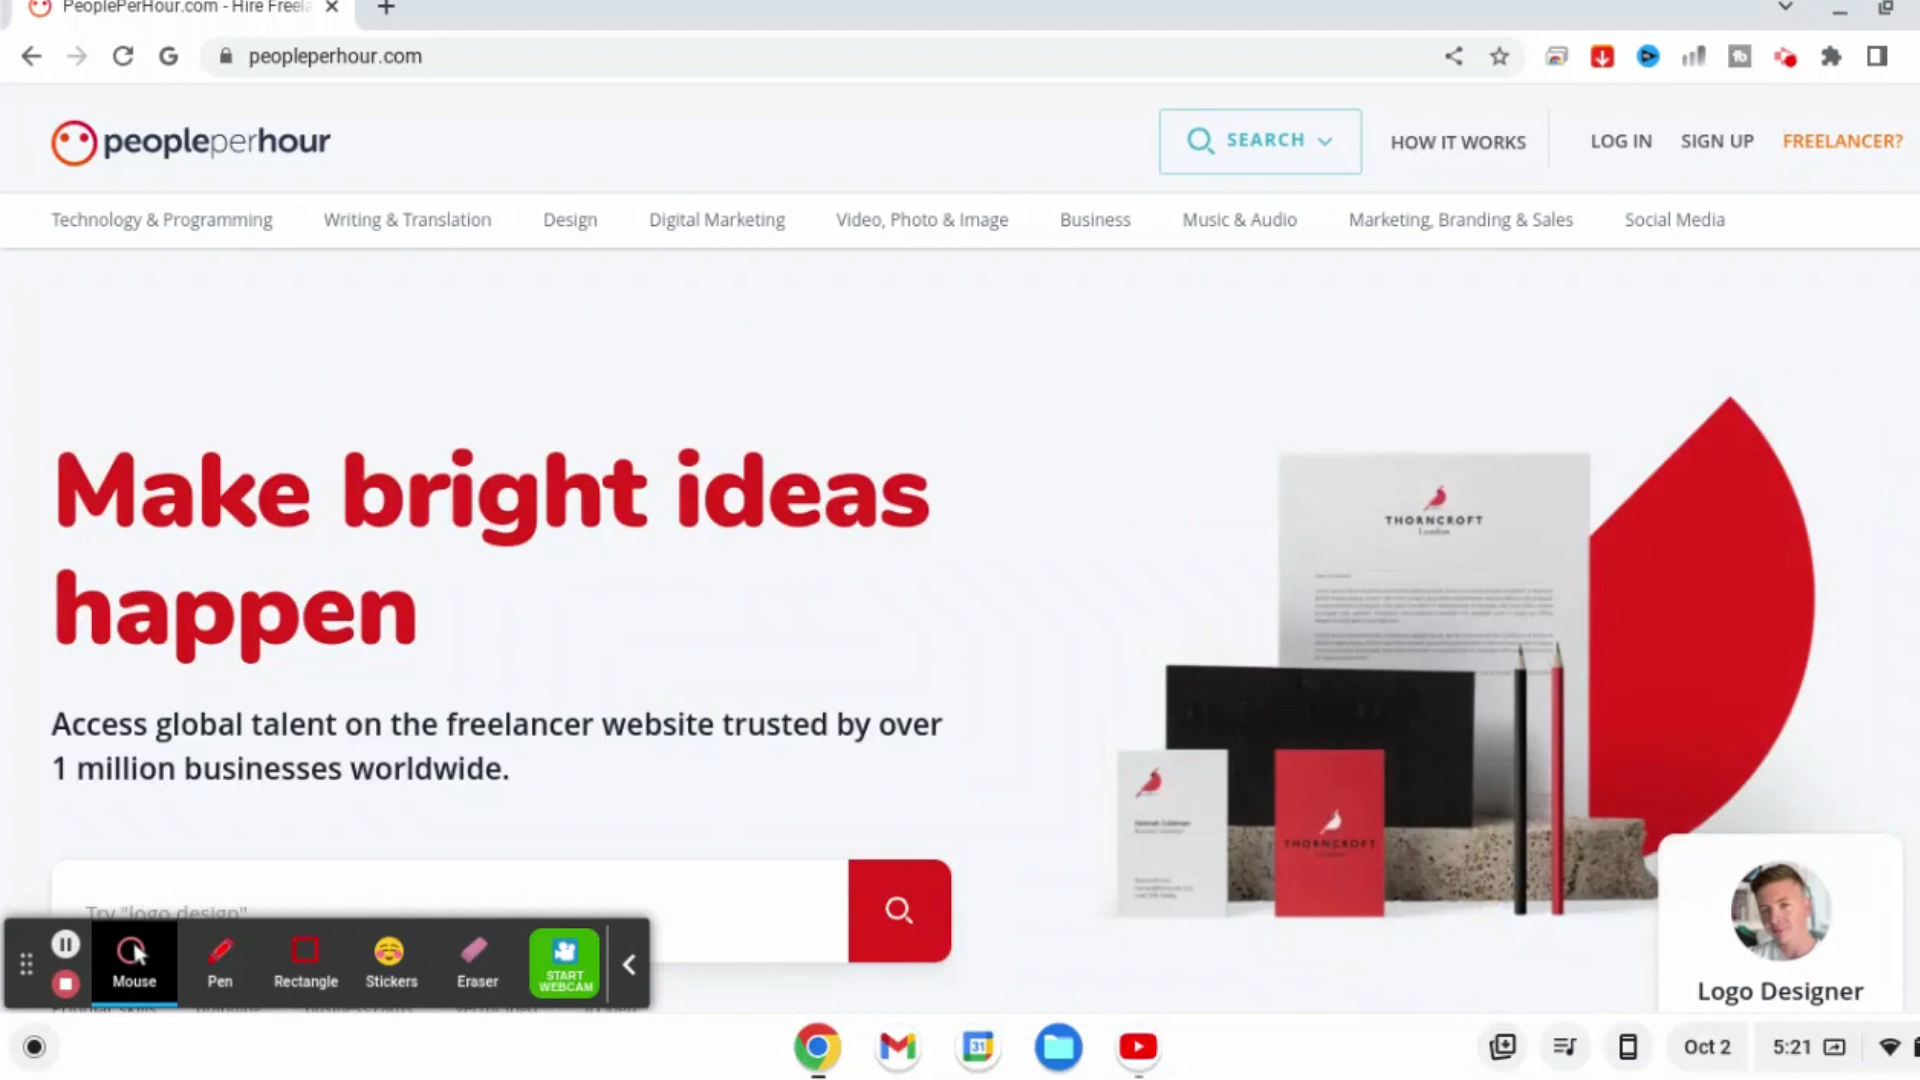 PeoplePerHour.com - Hire Freela
peopleperhour.com
peopleperhour
SEARCH
HOW IT WORKS
LOG IN
SIGN UP
FREELANCER?
Technology & Programming
Writing & Translation
Design
Digital Marketing
Video, Photo & Image
Business
Music & Audio
Marketing, Branding & Sales
Social Media
Make bright ideas
happen
THORNCROFT
London
Access global talent on the freelancer website trusted by over
1 million businesses worldwide.
THORNCROFT
Try "logo design"
Mouse
Pen
Rectangle
Stickers
Eraser
START
WEBCAM
Logo Designer
31
Oct 2
5:21